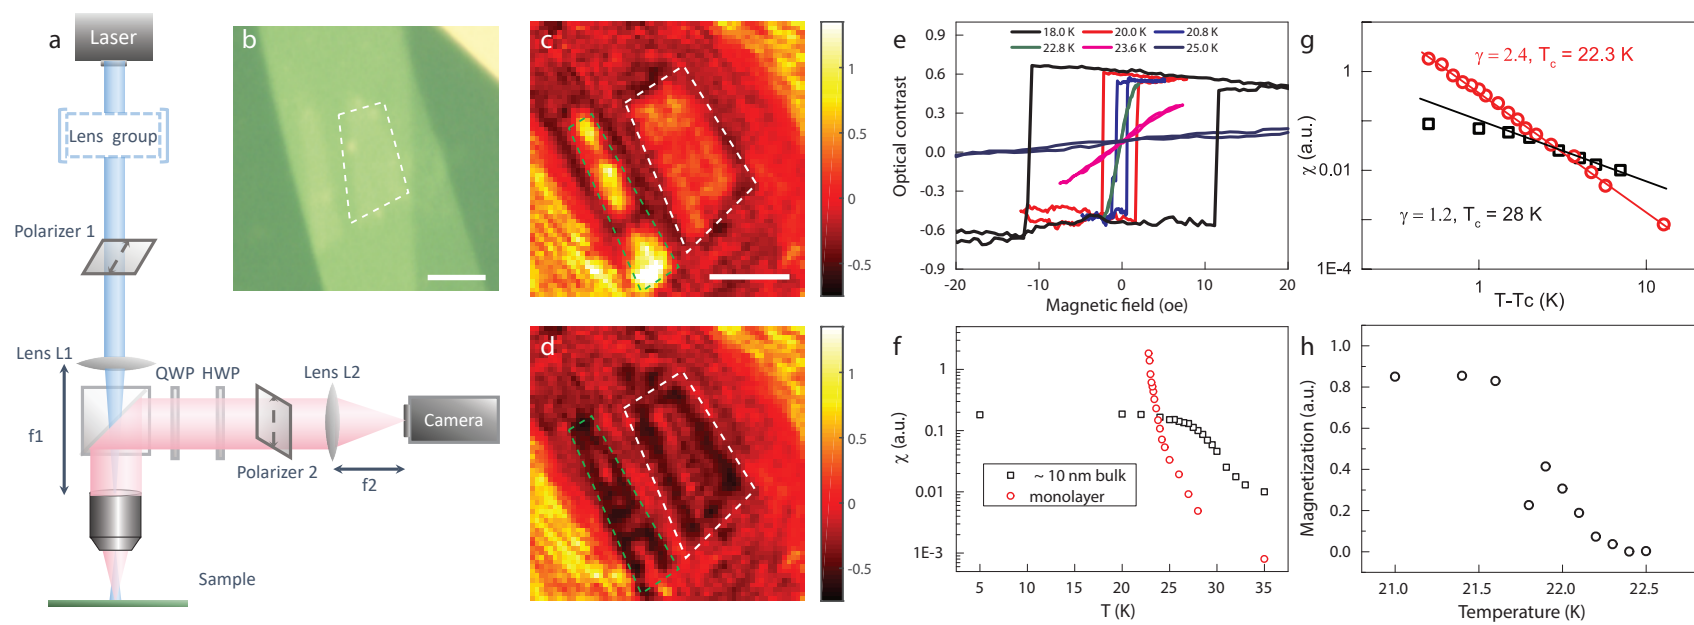 a
Laser
Lens group
Polarizer 1
Lens L1
QWP HWP
Lens L2
f1
Camera
Polarizer 2
f2
Sample
b
c
1
0.5
0
-0.5
d
1
0.5
0
-0.5
e
18.0 K 20.0 K 20.8 K
22.8 K 23.6 K 25.0 K
Optical contrast
0.9
0.6
0.3
0.0
-0.3
-0.6
-0.9
-20 -10 0 10 20
Magnetic field (oe)
f
χ (a.u.)
1
0.1
0.01
1E-3
~ 10 nm bulk
monolayer
5 10 15 20 25 30 35
T (K)
g
γ = 2.4, Tc = 22.3 K
χ (a.u.)
1
0.01
1E-4
γ = 1.2, Tc = 28 K
1 10
T-Tc (K)
h
Magnetization (a.u.)
1.0
0.8
0.6
0.4
0.2
0.0
21.0 21.5 22.0 22.5
Temperature (K)